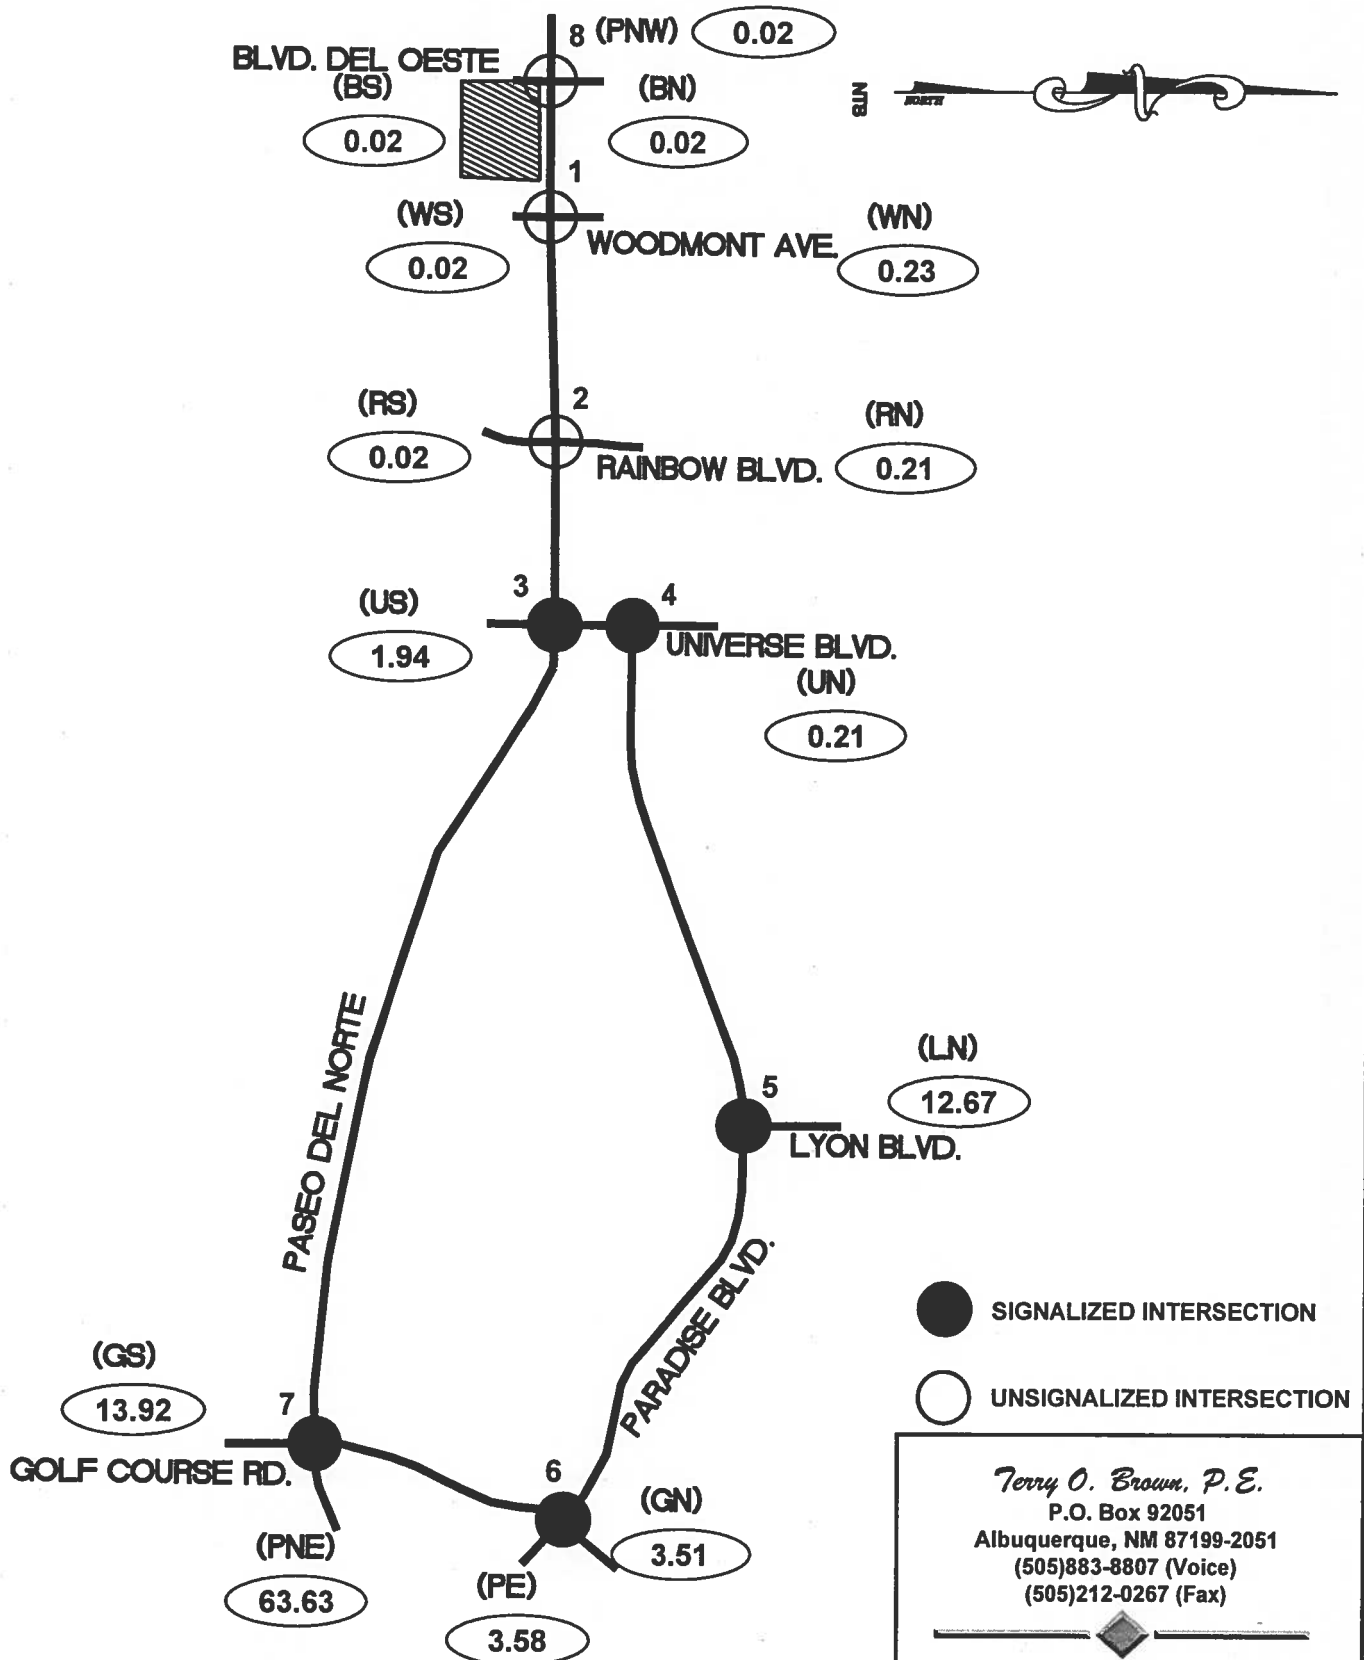 8 (PNW) 0.02
BLVD. DEL OESTE
(BS)
0.02
(BN)
0.02
NTS
NORTH
1
(WS)
0.02
WOODMONT AVE.
(WN)
0.23
2
(RS)
0.02
RAINBOW BLVD.
(RN)
0.21
3
4
(US)
1.94
UNIVERSE BLVD.
(UN)
0.21
PASEO DEL NORTE
(LN)
12.67
5
LYON BLVD.
PARADISE BLVD.
SIGNALIZED INTERSECTION
UNSIGNALIZED INTERSECTION
(GS)
13.92
7
GOLF COURSE RD.
(PNE)
63.63
6
(GN)
3.51
(PE)
3.58
Terry O. Brown, P.E.
P.O. Box 92051
Albuquerque, NM 87199-2051
(505)883-8807 (Voice)
(505)212-0267 (Fax)